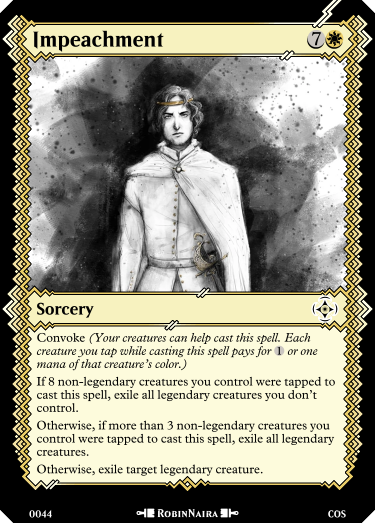 Impeachment 7
Sorcery
Convoke (Your creatures can help cast this spell. Each
creature you tap while casting this spell pays for 1 or one
mana of that creature's color.)
If 8 non-legendary creatures you control were tapped to
cast this spell, exile all legendary creatures you don't
control.
Otherwise, if more than 3 non-legendary creatures you
control were tapped to cast this spell, exile all legendary
creatures.
Otherwise, exile target legendary creature.
0044 RobinNaira COS